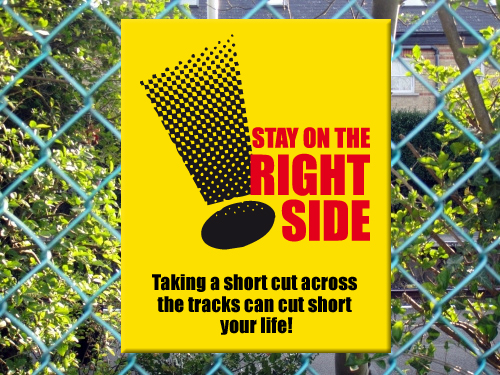 STAY ON THE
RIGHT
SIDE
Taking a short cut across
the tracks can cut short
your life!